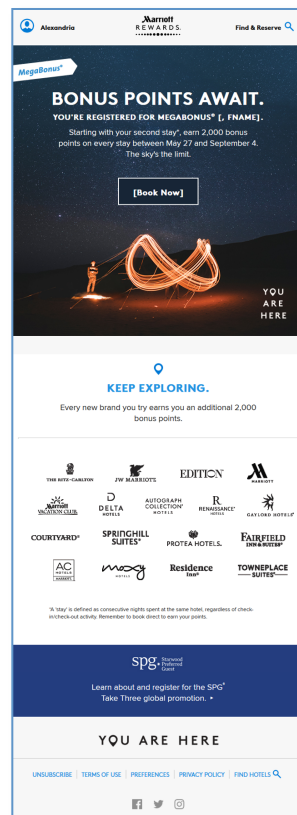 Alexandria
Marriott
REWARDS.
Find & Reserve
MegaBonus®
BONUS POINTS AWAIT.
YOU'RE REGISTERED FOR MEGABONUS® [, FNAME].
Starting with your second stay*, earn 2,000 bonus
points on every stay between May 27 and September 4.
The sky's the limit.
[Book Now]
YOU
ARE
HERE
KEEP EXPLORING.
Every new brand you try earns you an additional 2,000
bonus points.
THE RITZ-CARLTON
JW MARRIOTT
EDITION
MARRIOTT
Marriott
VACATION CLUB
DELTA
HOTELS
AUTOGRAPH
COLLECTION®
HOTELS
R
RENAISSANCE®
HOTELS
GAYLORD HOTELS®
COURTYARD®
SPRINGHILL
SUITES®
PROTEA HOTELS.
FAIRFIELD
INN & SUITES®
AC
HOTELS
MARRIOTT
moxy
HOTELS
Residence
Inn®
TOWNEPLACE
SUITES®
*A 'stay' is defined as consecutive nights spent at the same hotel, regardless of check-
in/check-out activity. Remember to book direct to earn your points.
spg® Starwood
Preferred
Guest
Learn about and register for the SPG®
Take Three global promotion. ▸
YOU ARE HERE
UNSUBSCRIBE | TERMS OF USE | PREFERENCES | PRIVACY POLICY | FIND HOTELS